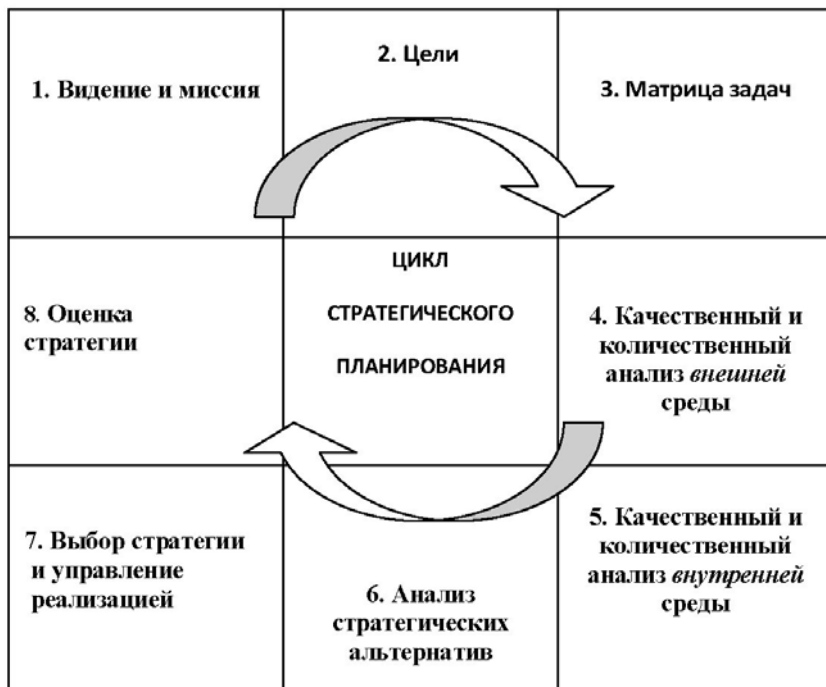 1. Видение и миссия
2. Цели
3. Матрица задач
8. Оценка
стратегии
ЦИКЛ
СТРАТЕГИЧЕСКОГО
ПЛАНИРОВАНИЯ
4. Качественный и
количественный
анализ внешней
среды
7. Выбор стратегии
и управление
реализацией
6. Анализ
стратегических
альтернатив
5. Качественный и
количественный
анализ внутренней
среды